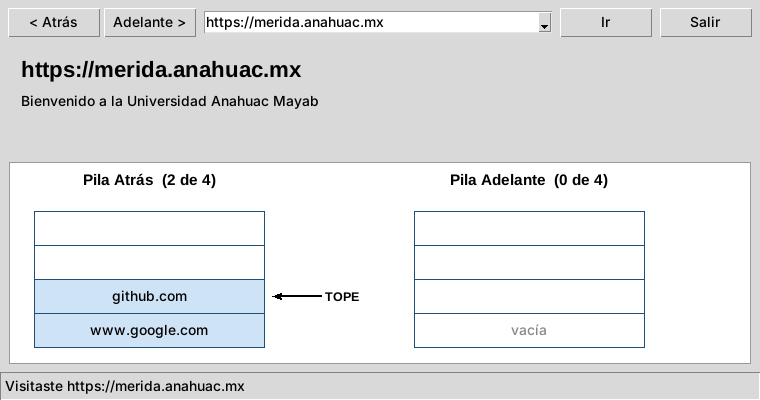 < Atrás
Adelante >
https://merida.anahuac.mx
Ir
Salir
https://merida.anahuac.mx
Bienvenido a la Universidad Anahuac Mayab
Pila Atrás (2 de 4)
Pila Adelante (0 de 4)
github.com
TOPE
www.google.com
vacía
Visitaste https://merida.anahuac.mx